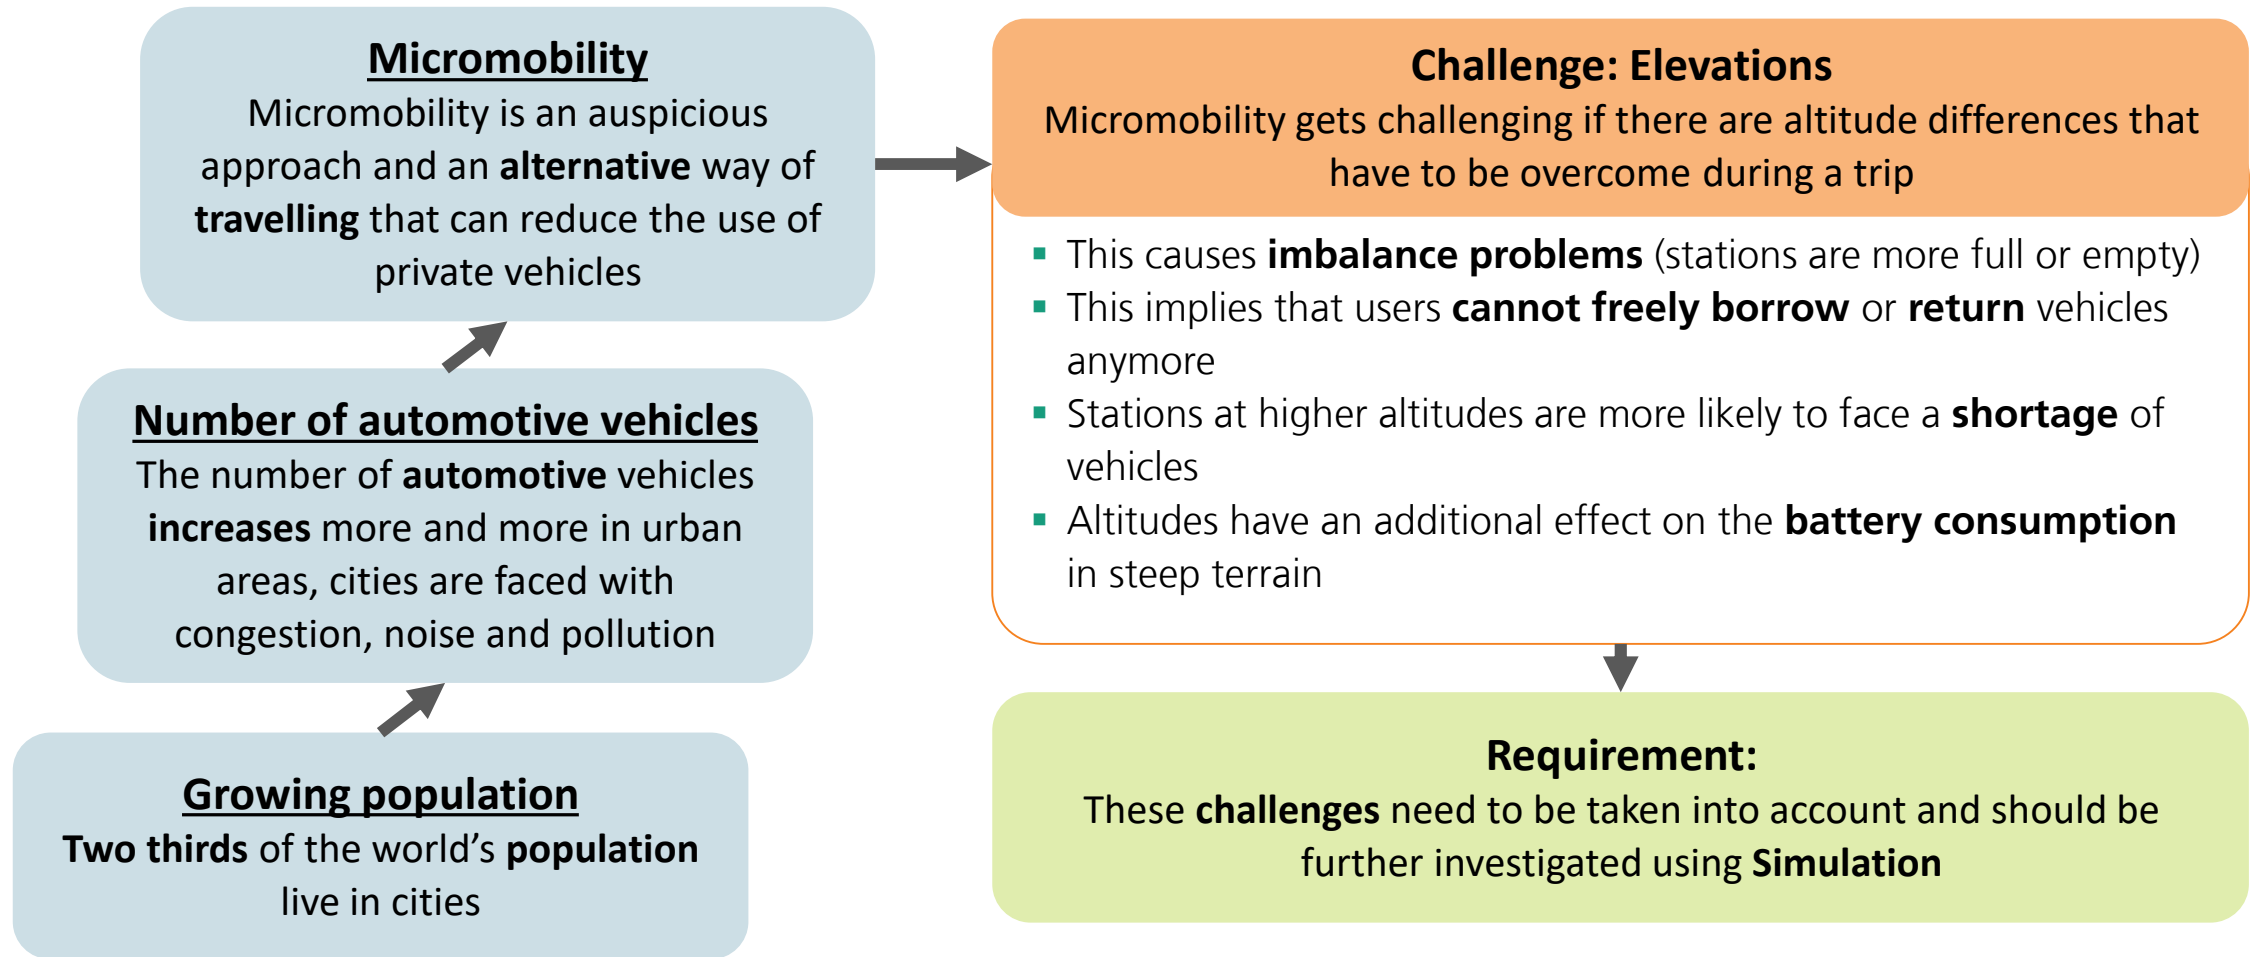 Micromobility
Micromobility is an auspicious
approach and an alternative way of
travelling that can reduce the use of
private vehicles
Number of automotive vehicles
The number of automotive vehicles
increases more and more in urban
areas, cities are faced with
congestion, noise and pollution
Growing population
Two thirds of the world's population
live in cities
Challenge: Elevations
Micromobility gets challenging if there are altitude differences that
have to be overcome during a trip
▪ This causes imbalance problems (stations are more full or empty)
▪ This implies that users cannot freely borrow or return vehicles
anymore
▪ Stations at higher altitudes are more likely to face a shortage of
vehicles
▪ Altitudes have an additional effect on the battery consumption
in steep terrain
Requirement:
These challenges need to be taken into account and should be
further investigated using Simulation